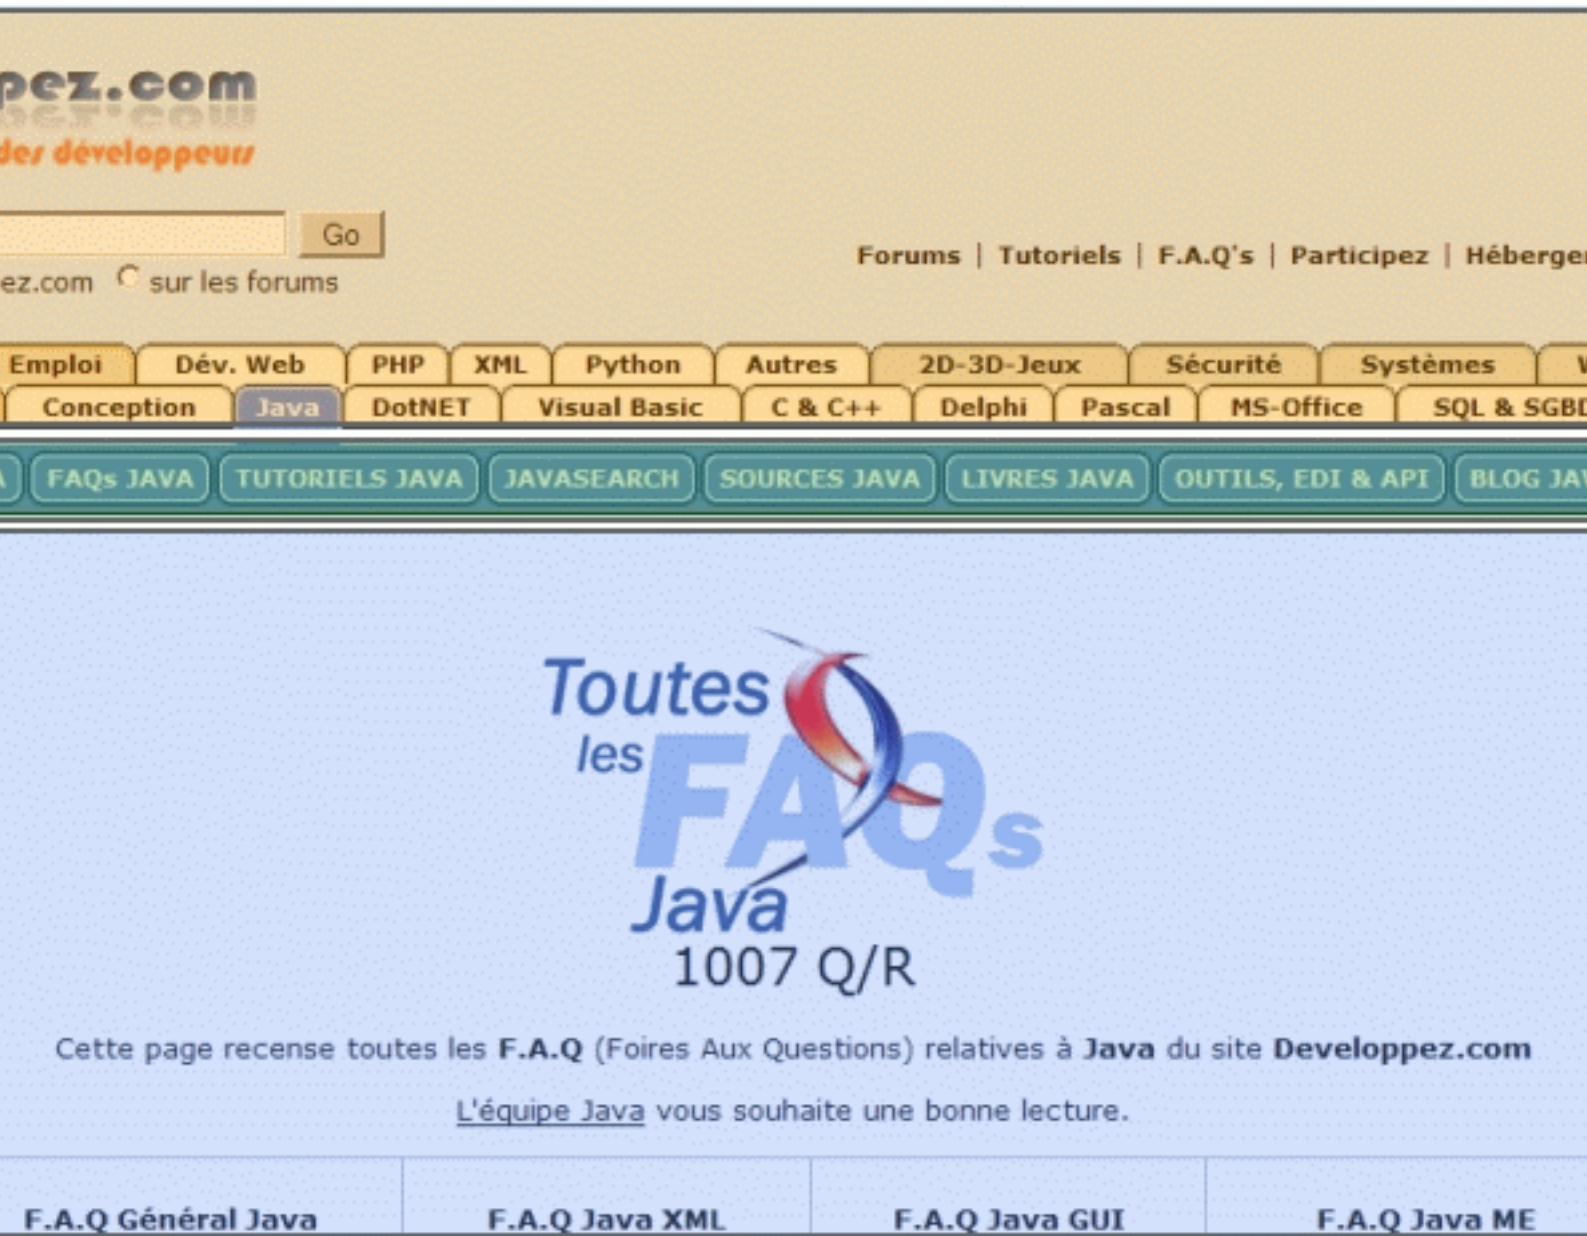 pez.com
des développeurs
Go
ez.com sur les forums
Forums | Tutoriels | F.A.Q's | Participez | Héberge
Emploi Dév. Web PHP XML Python Autres 2D-3D-Jeux Sécurité Systèmes
Conception Java DotNET Visual Basic C & C++ Delphi Pascal MS-Office SQL & SGBD
FAQs JAVA TUTORIELS JAVA JAVASEARCH SOURCES JAVA LIVRES JAVA OUTILS, EDI & API BLOG JAV
Toutes
les FAQs
Java
1007 Q/R
Cette page recense toutes les F.A.Q (Foires Aux Questions) relatives à Java du site Developpez.com
L'équipe Java vous souhaite une bonne lecture.
F.A.Q Général Java F.A.Q Java XML F.A.Q Java GUI F.A.Q Java ME